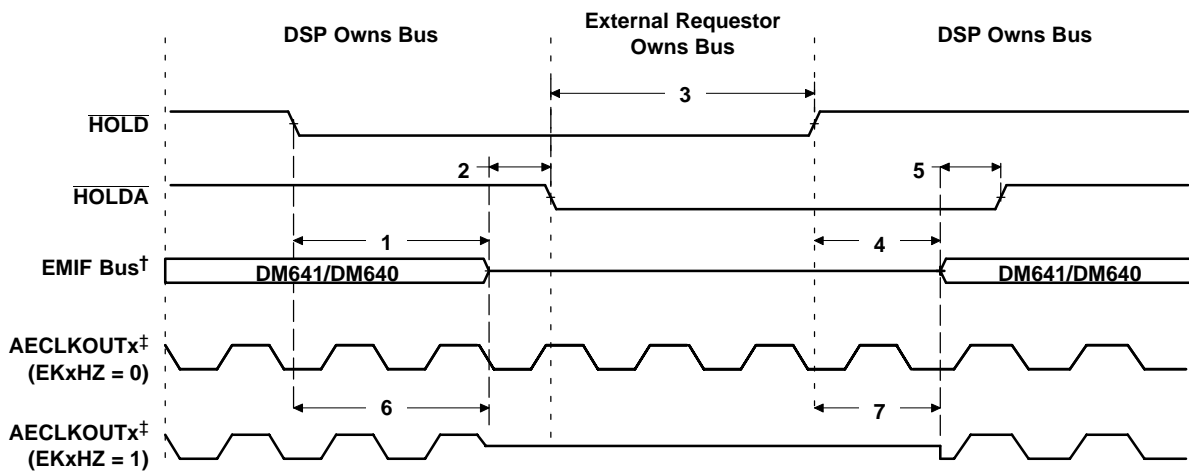 DSP Owns Bus
External Requestor
Owns Bus
DSP Owns Bus
3
HOLD
2
5
HOLDA
1
4
EMIF Bus†
DM641/DM640
DM641/DM640
AECLKOUTx‡
(EKxHZ = 0)
6
7
AECLKOUTx‡
(EKxHZ = 1)